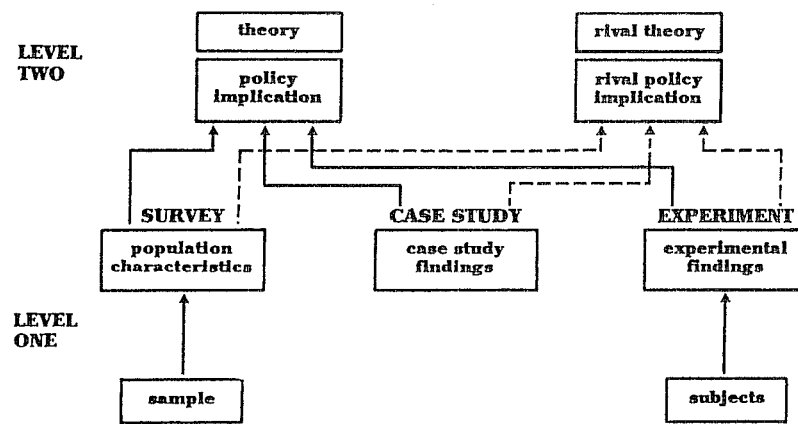 theory
rival theory
LEVEL
TWO
policy
implication
rival policy
implication
SURVEY
CASE STUDY
EXPERIMENT
population
characteristics
case study
findings
experimental
findings
LEVEL
ONE
sample
subjects